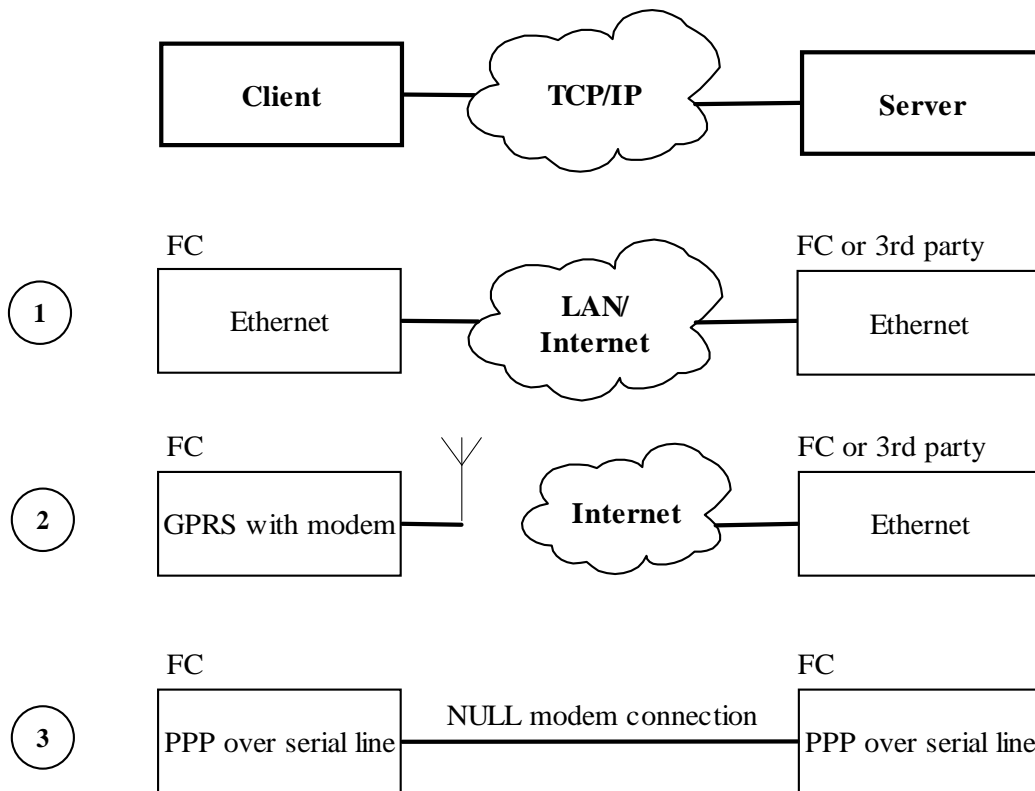 Client
TCP/IP
Server
FC
FC or 3rd party
1
Ethernet
LAN/
Internet
Ethernet
FC
FC or 3rd party
2
GPRS with modem
Internet
Ethernet
FC
FC
3
PPP over serial line
NULL modem connection
PPP over serial line